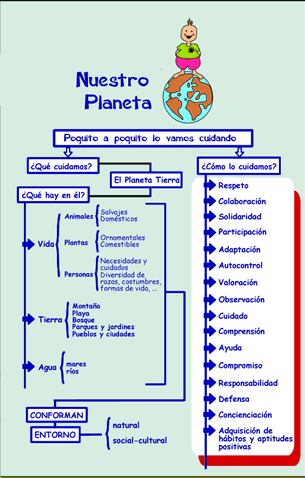 Nuestro
Planeta
Poquito a poquito lo vamos cuidando
¿Qué cuidamos?
El Planeta Tierra
¿Qué hay en él?
Vida
Animales
Salvajes
Domésticos
Plantas
Ornamentales
Comestibles
Personas
Necesidades y
cuidados
Diversidad de
razas, costumbres,
formas de vida, ...
Tierra
Montaña
Playa
Bosque
Parques y jardines
Pueblos y ciudades
Agua
mares
ríos
CONFORMAN
ENTORNO
natural
social-cultural
¿Cómo lo cuidamos?
Respeto
Colaboración
Solidaridad
Participación
Adaptación
Autocontrol
Valoración
Observación
Cuidado
Comprensión
Ayuda
Compromiso
Responsabilidad
Defensa
Concienciación
Adquisición de
hábitos y aptitudes
positivas